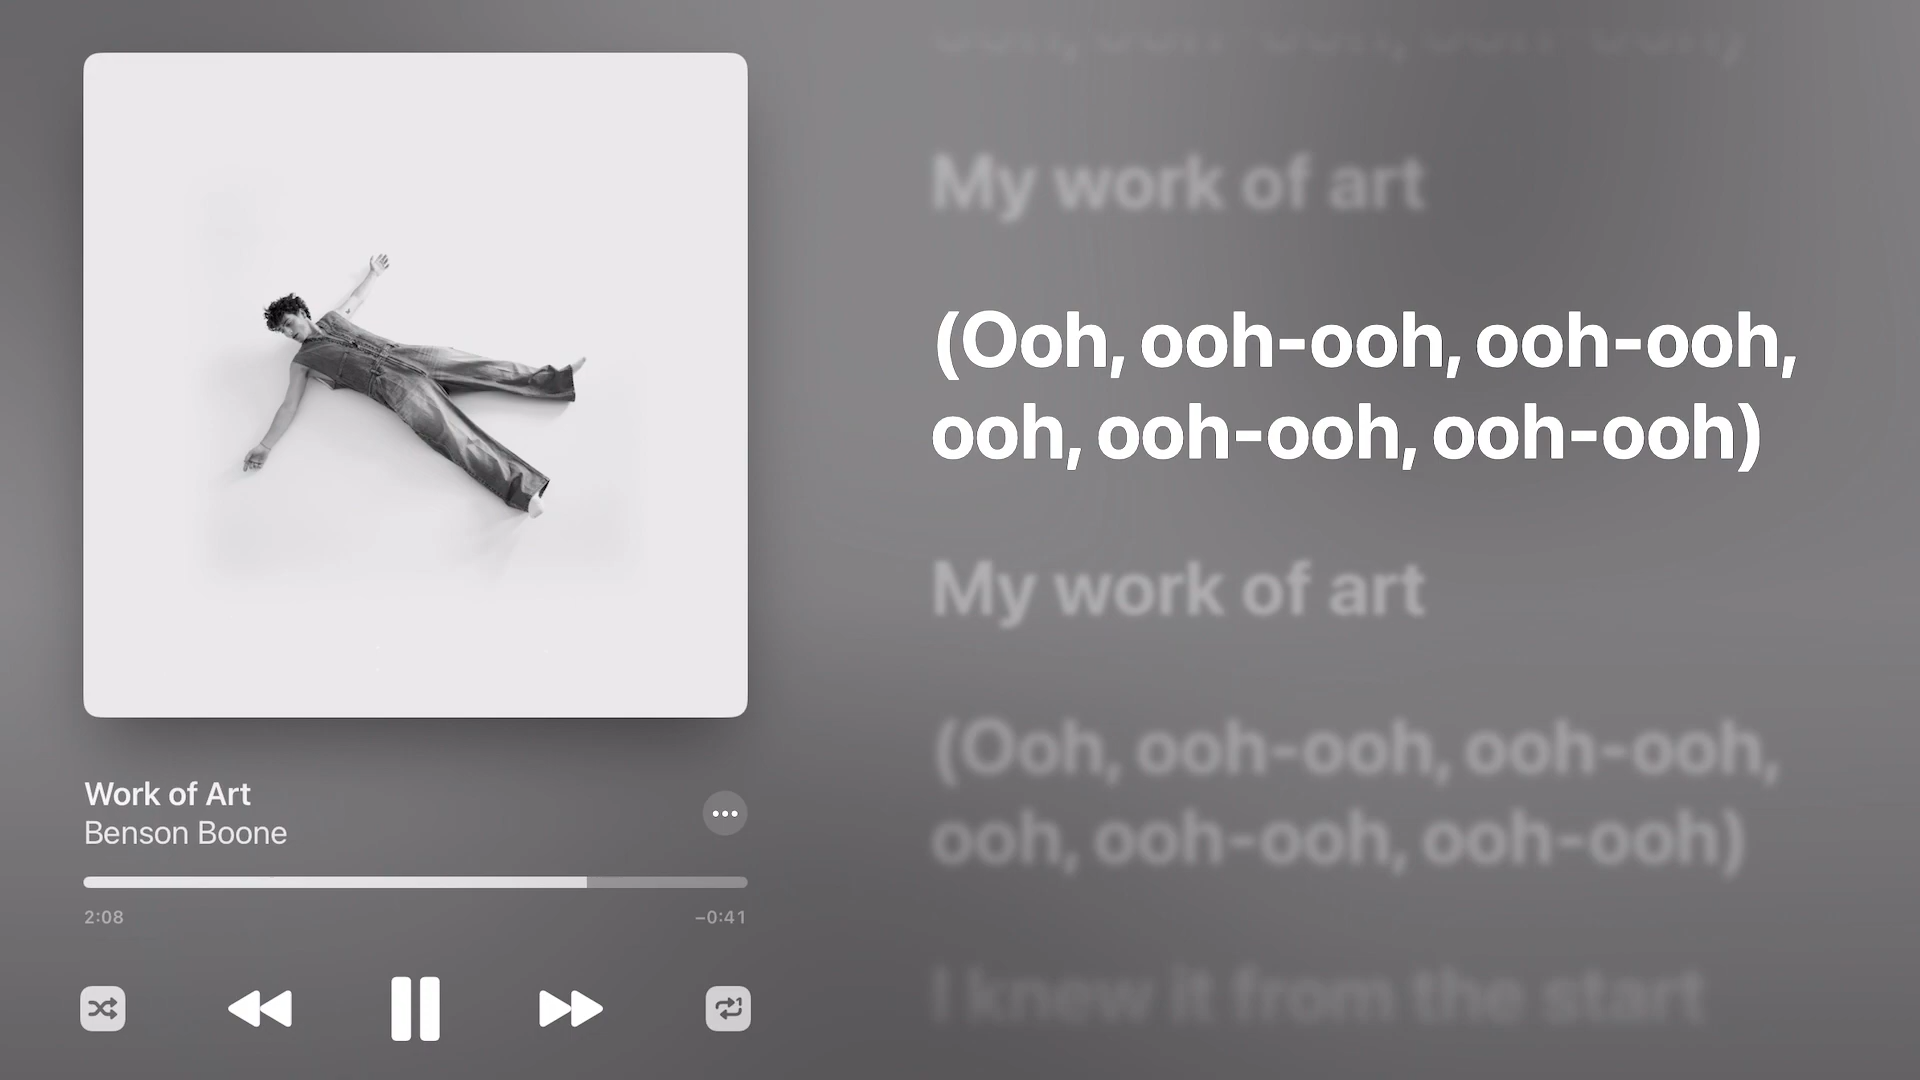 My work of art
(Ooh, ooh-ooh, ooh-ooh,
ooh, ooh-ooh, ooh-ooh)
My work of art
(Ooh, ooh-ooh, ooh-ooh,
ooh, ooh-ooh, ooh-ooh)
I knew it from the start
Work of Art
Benson Boone
2:08
−0:41
1